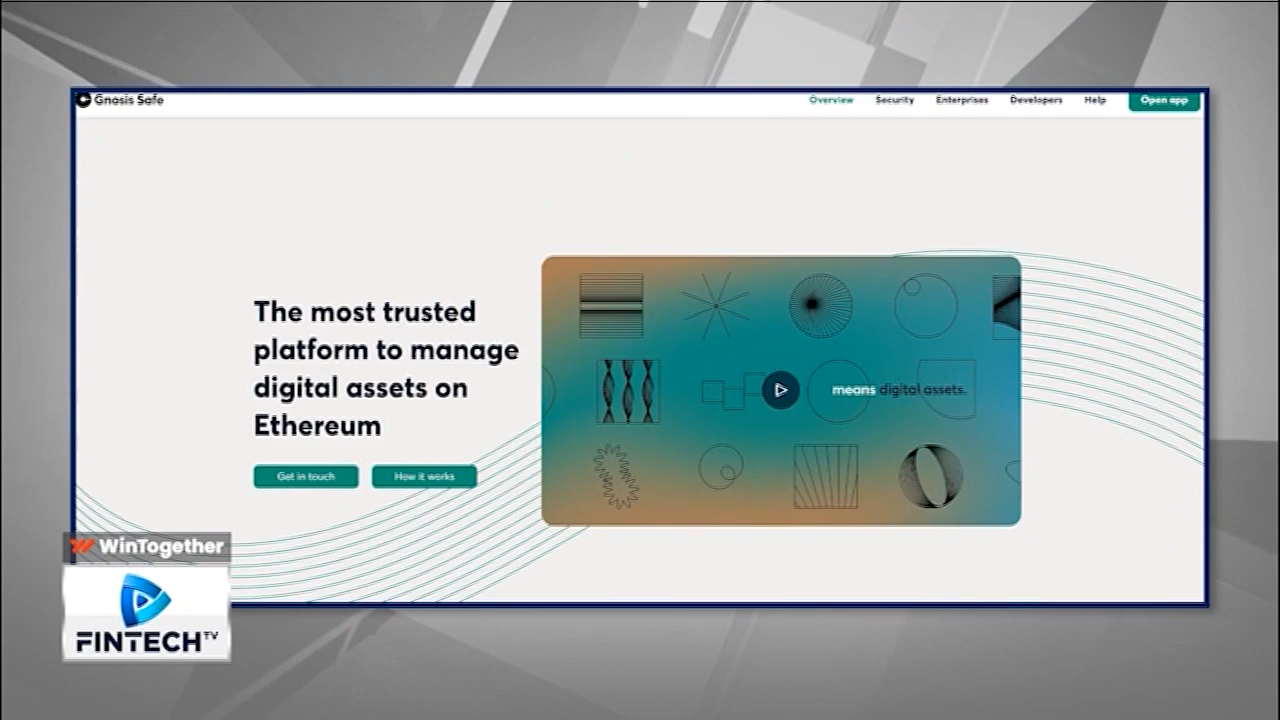 Gnosis Safe
Overview Security Enterprises Developers Help Open app
The most trusted
platform to manage
digital assets on
Ethereum
means digital assets.
Get in touch How it works
WinTogether
FINTECH TV